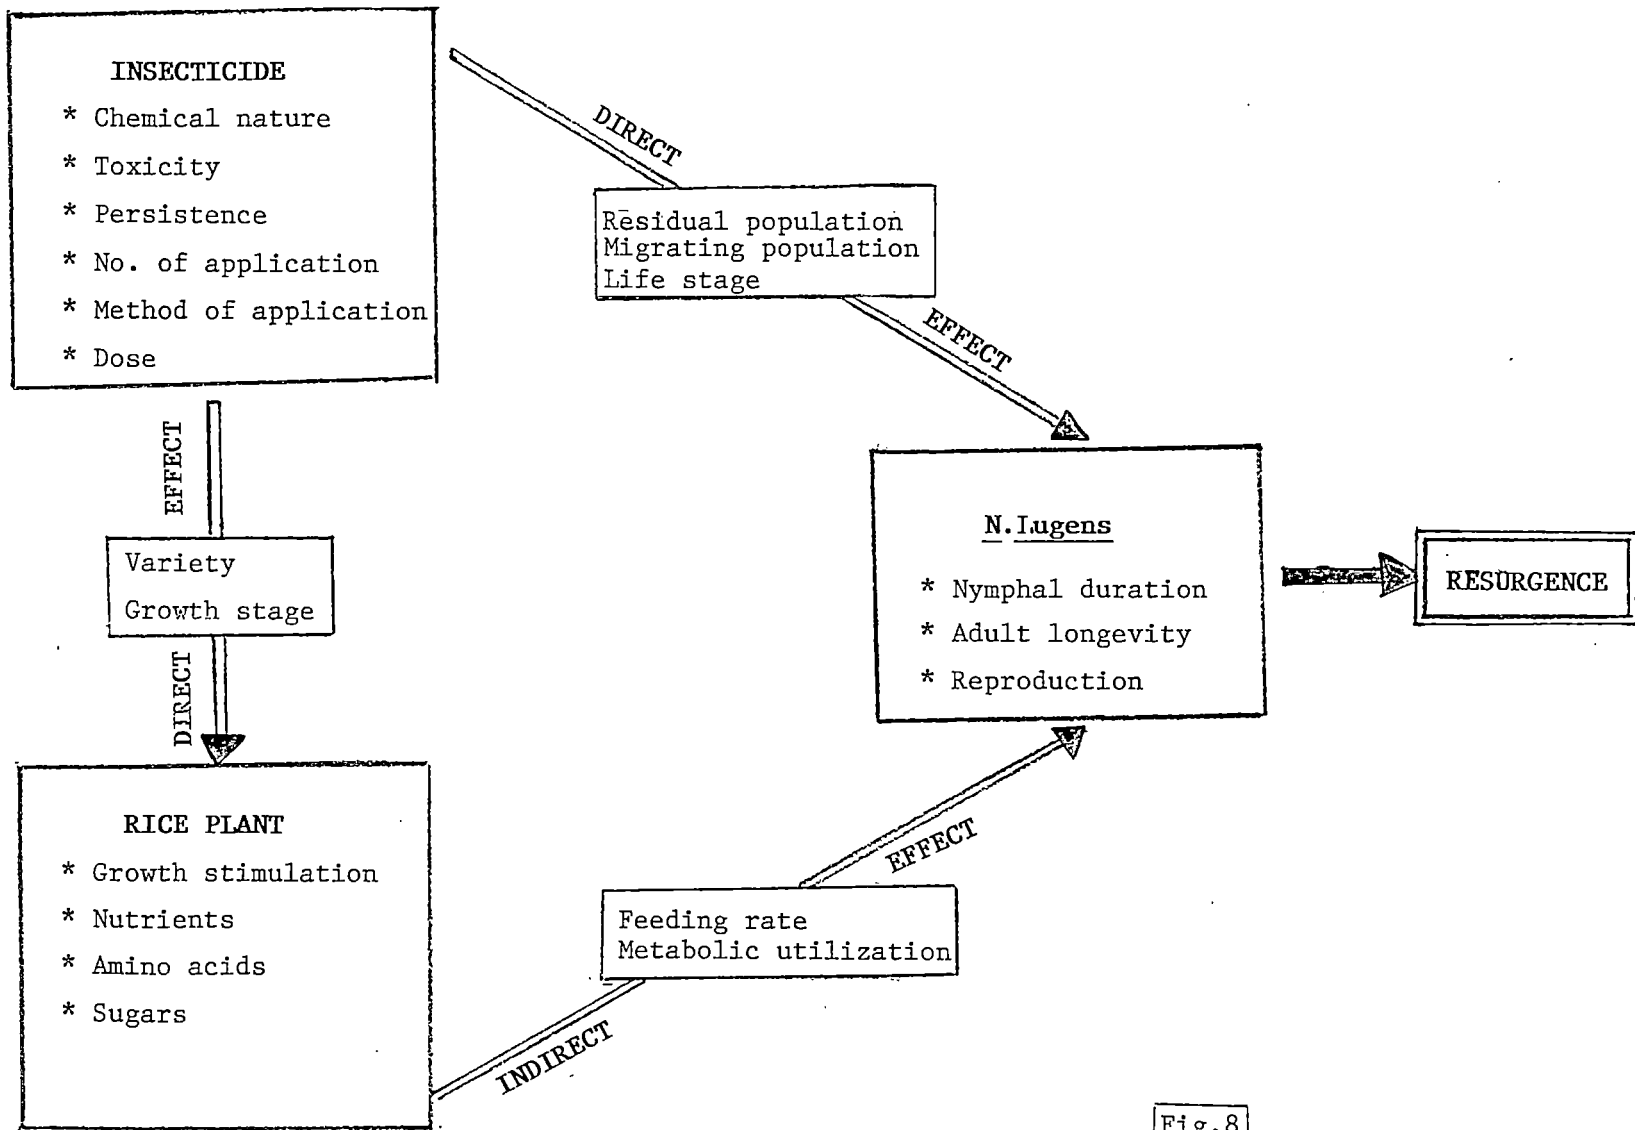 INSECTICIDE
* Chemical nature
* Toxicity
* Persistence
* No. of application
* Method of application
* Dose
DIRECT
Residual population
Migrating population
Life stage
EFFECT
EFFECT
Variety
Growth stage
DIRECT
N.Lugens
* Nymphal duration
* Adult longevity
* Reproduction
RESURGENCE
RICE PLANT
* Growth stimulation
* Nutrients
* Amino acids
* Sugars
EFFECT
Feeding rate
Metabolic utilization
INDIRECT
Fig.8